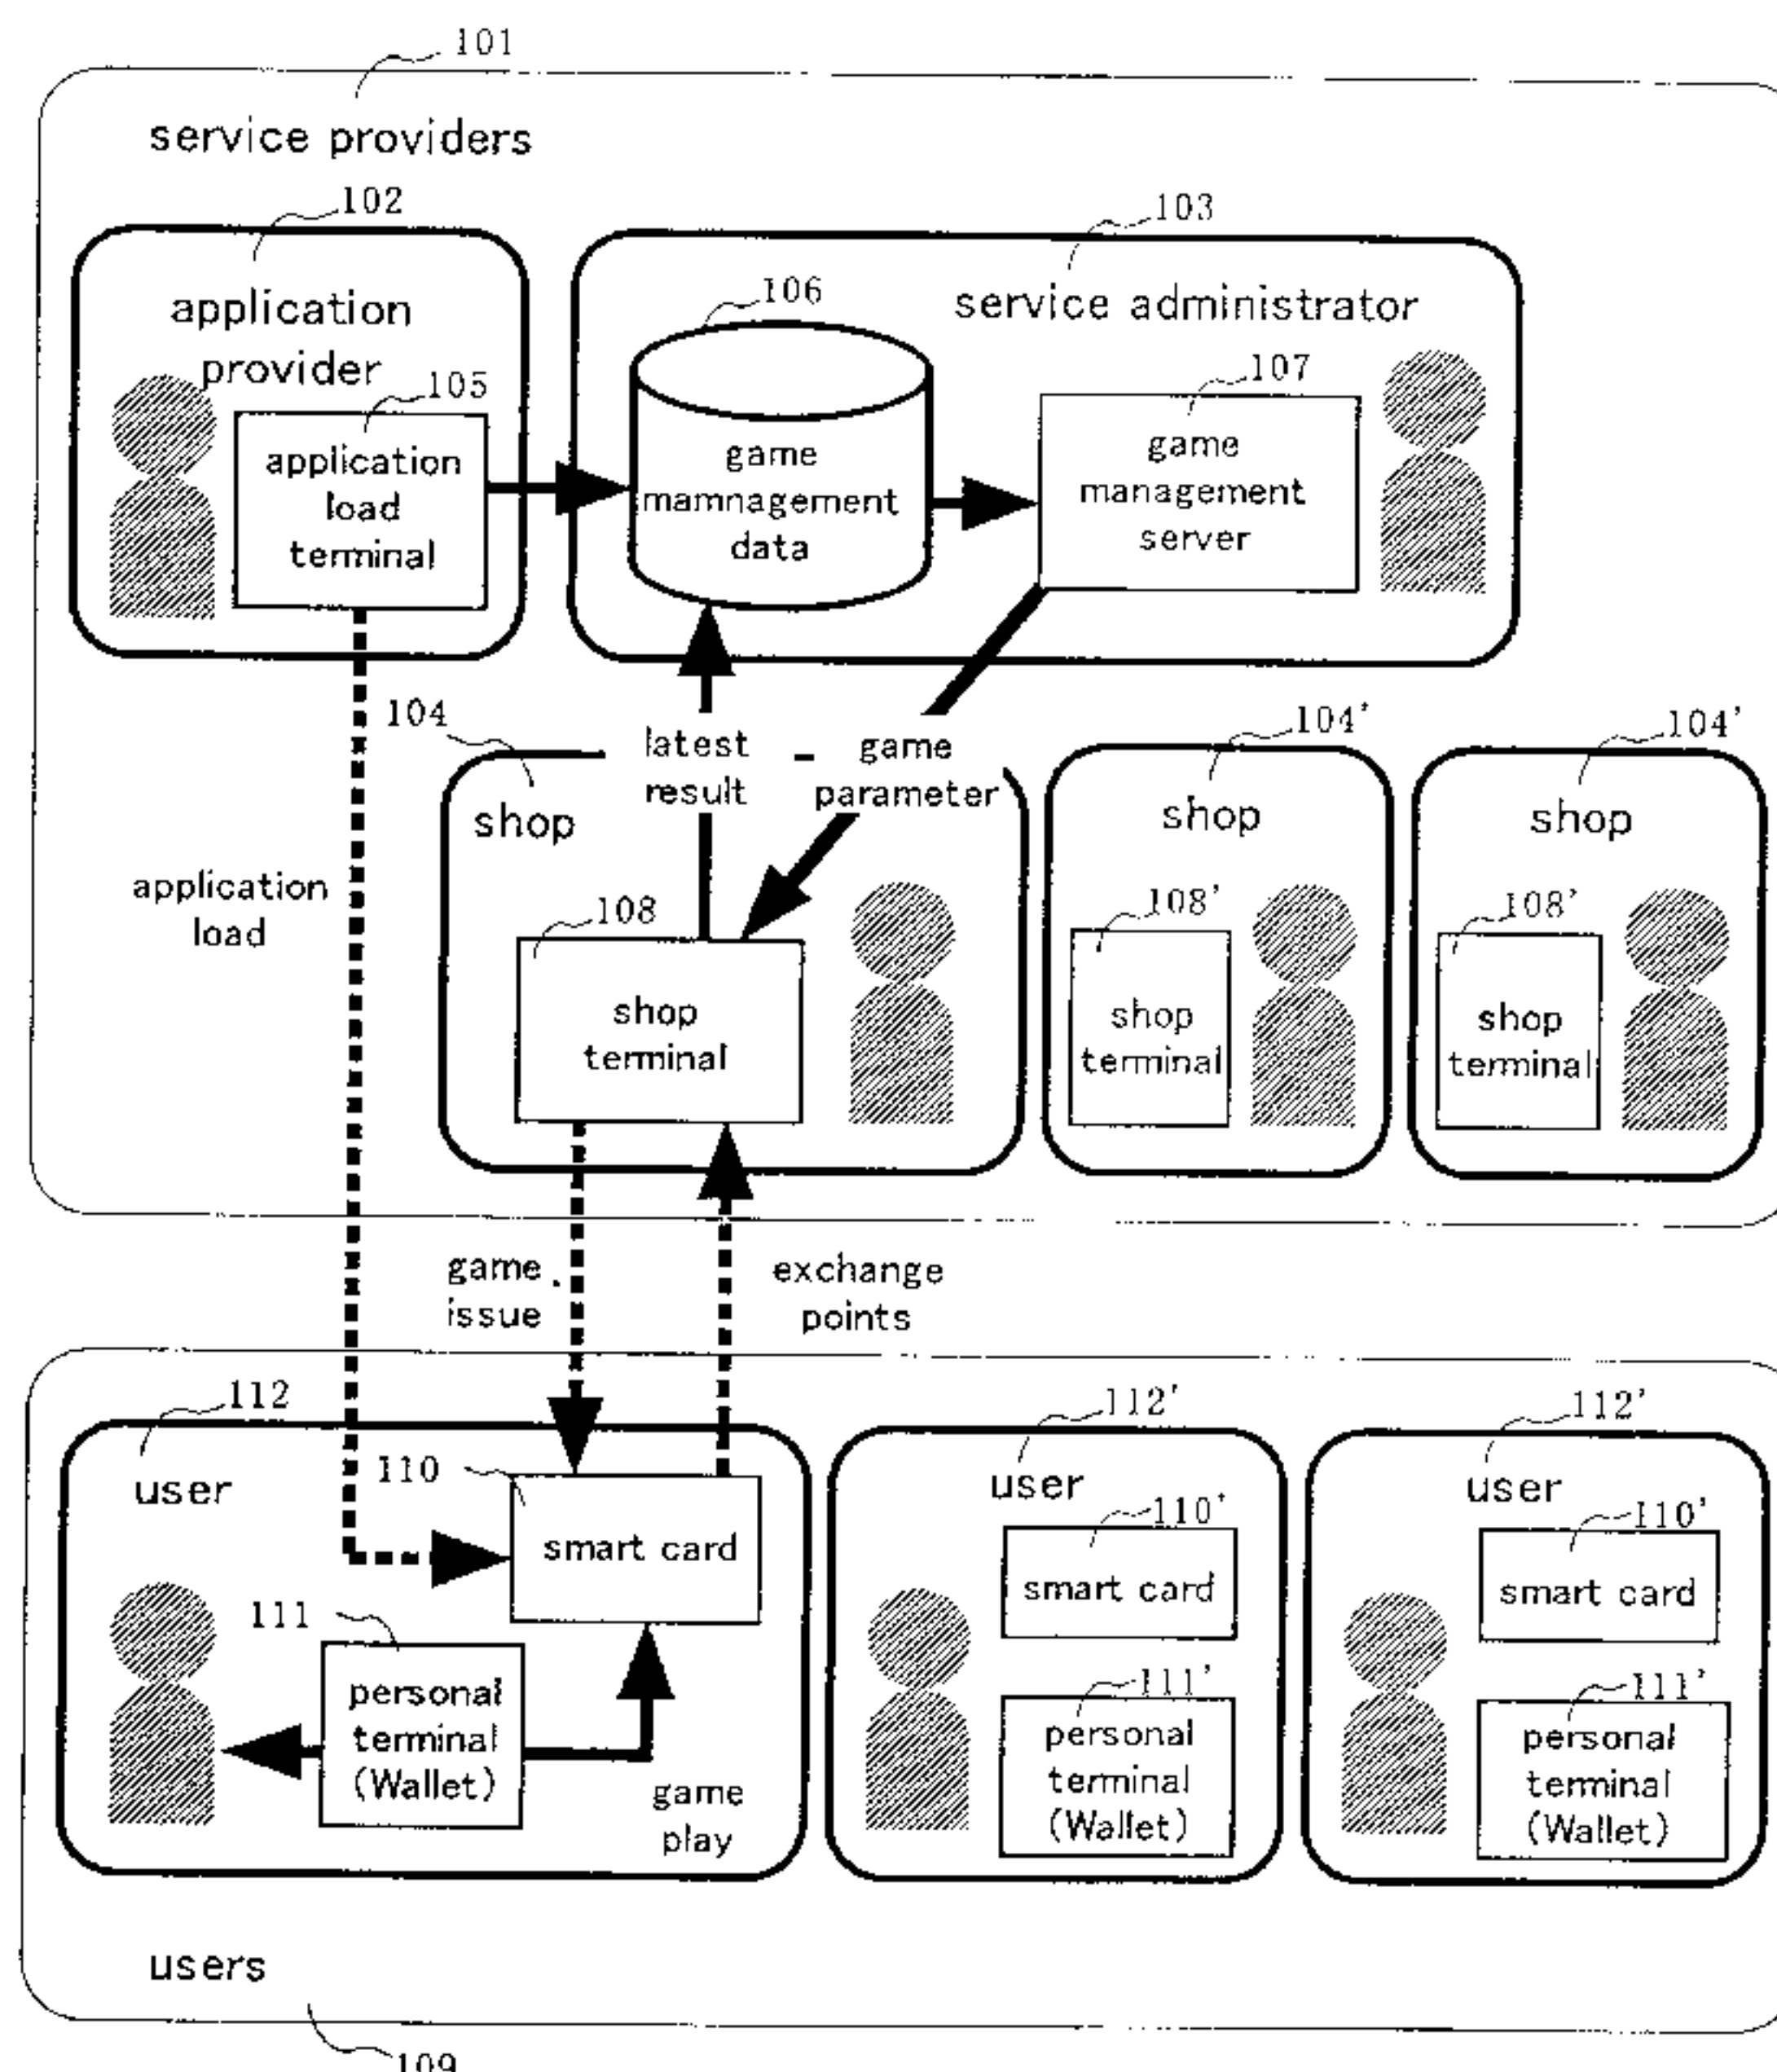 101
service providers
102
103
application
provider
105
application
load
terminal
106
service administrator
game
mamnagement
data
107
game
management
server
104
latest
result
game
parameter
104'
104'
shop
shop
shop
application
load
108
108'
108'
shop
terminal
shop
terminal
shop
terminal
game
issue
exchange
points
112
112'
112'
user
110
user
user
smart card
110'
smart card
110'
smart card
111
personal
terminal
(Wallet)
game
play
111'
personal
terminal
(Wallet)
111'
personal
terminal
(Wallet)
users
109